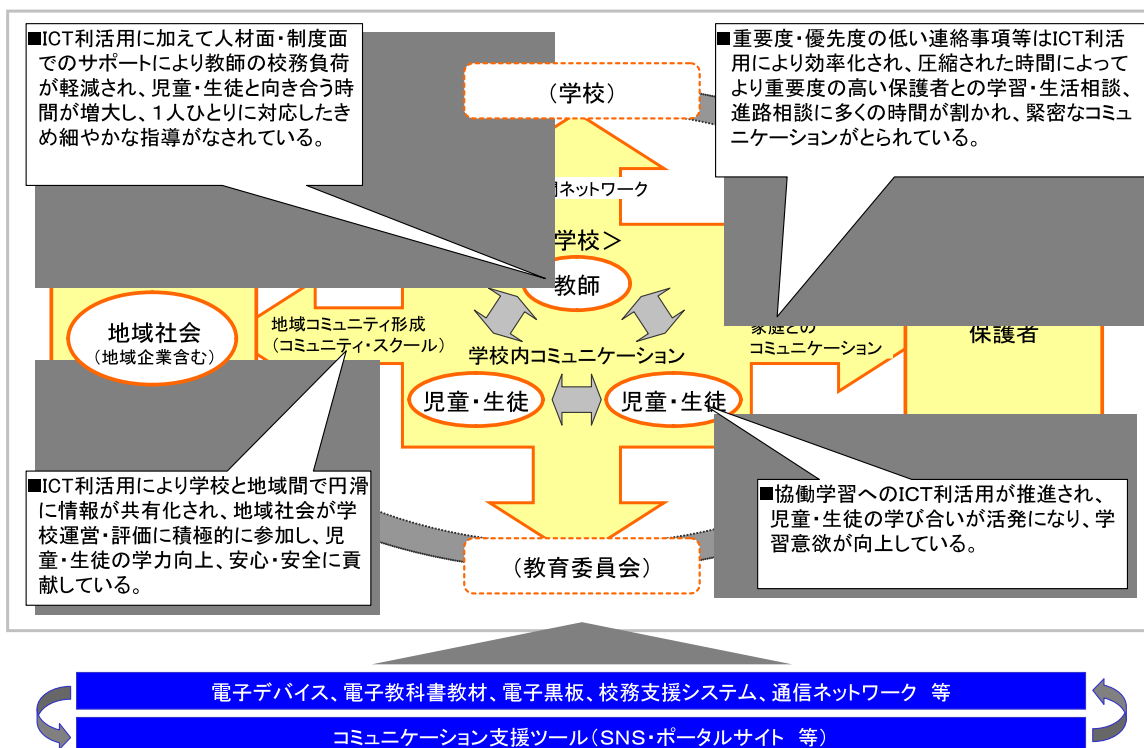 ■ICT利活用に加えて人材面・制度面
でのサポートにより教師の校務負荷
が軽減され、児童・生徒と向き合う時
間が増大し、１人ひとりに対応したき
め細やかな指導がなされている。
■重要度・優先度の低い連絡事項等はICT利活
用により効率化され、圧縮された時間によって
より重要度の高い保護者との学習・生活相談、
進路相談に多くの時間が割かれ、緊密なコミュ
ニケーションがとられている。
（学校）
ネットワーク
学校＞
教師
地域社会
（地域企業含む）
地域コミュニティ形成
（コミュニティ・スクール）
学校内コミュニケーション
家庭との
コミュニケーション
保護者
児童・生徒
児童・生徒
■ICT利活用により学校と地域間で円滑
に情報が共有化され、地域社会が学
校運営・評価に積極的に参加し、児
童・生徒の学力向上、安心・安全に貢
献している。
■協働学習へのICT利活用が推進され、
児童・生徒の学び合いが活発になり、学
習意欲が向上している。
（教育委員会）
電子デバイス、電子教科書教材、電子黒板、校務支援システム、通信ネットワーク 等
コミュニケーション支援ツール（SNS・ポータルサイト 等）